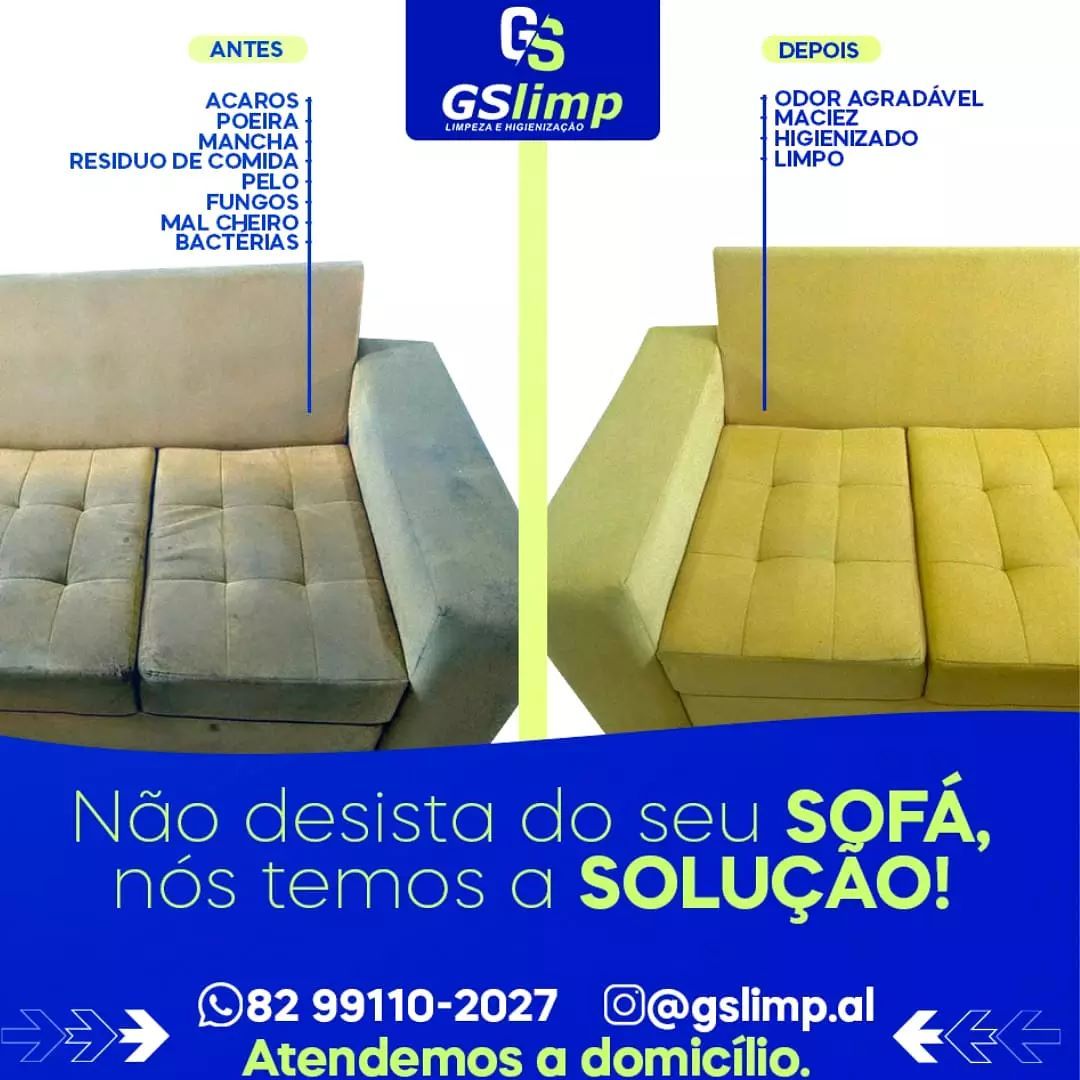 GS
GSlimp
LIMPEZA E HIGIENIZAÇÃO
ANTES
ACAROS
POEIRA
MANCHA
RESIDUO DE COMIDA
PELO
FUNGOS
MAL CHEIRO
BACTÉRIAS
DEPOIS
ODOR AGRADÁVEL
MACIEZ
HIGIENIZADO
LIMPO
Não desista do seu SOFÁ,
nós temos a SOLUÇÃO!
82 99110-2027 @gslimp.al
Atendemos a domicílio.